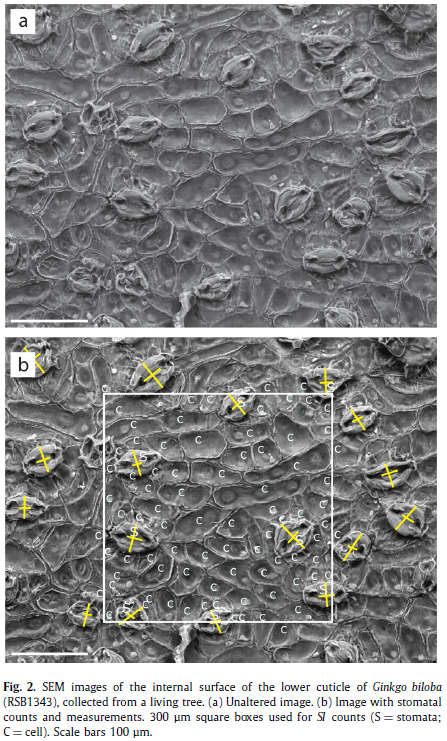 a
b
Fig. 2. SEM images of the internal surface of the lower cuticle of Ginkgo biloba
(RSB1343), collected from a living tree. (a) Unaltered image. (b) Image with stomatal
counts and measurements. 300 μm square boxes used for SI counts (S = stomata;
C = cell). Scale bars 100 μm.